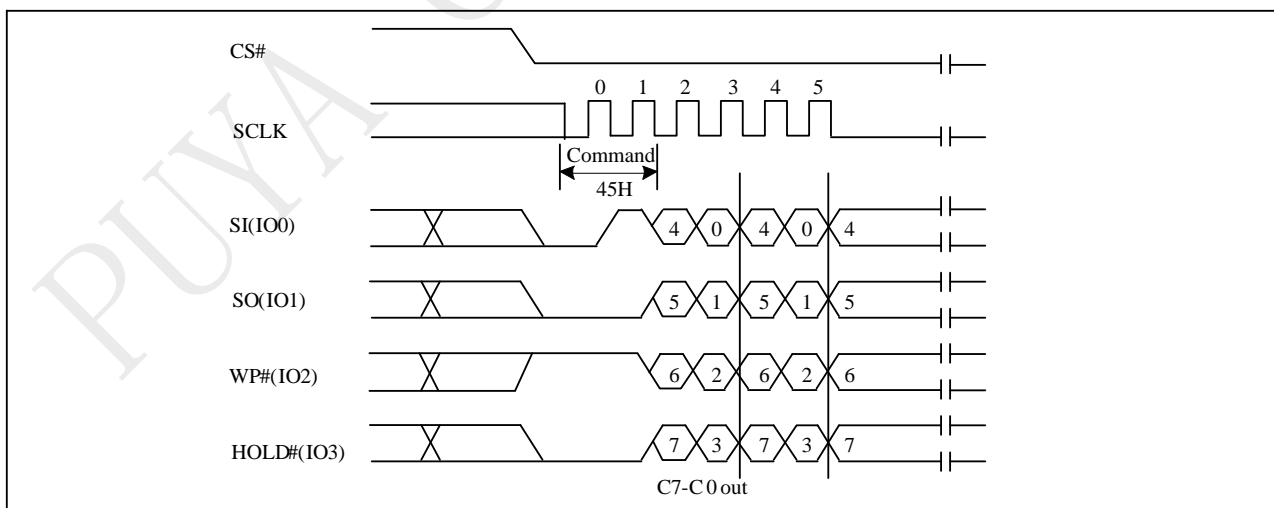 PUYA
CS#
0 1 2 3 4 5
SCLK
Command
45H
SI(IO0)
4 0 4 0 4
SO(IO1)
5 1 5 1 5
WP#(IO2)
6 2 6 2 6
HOLD#(IO3)
7 3 7 3 7
C7-C0 out